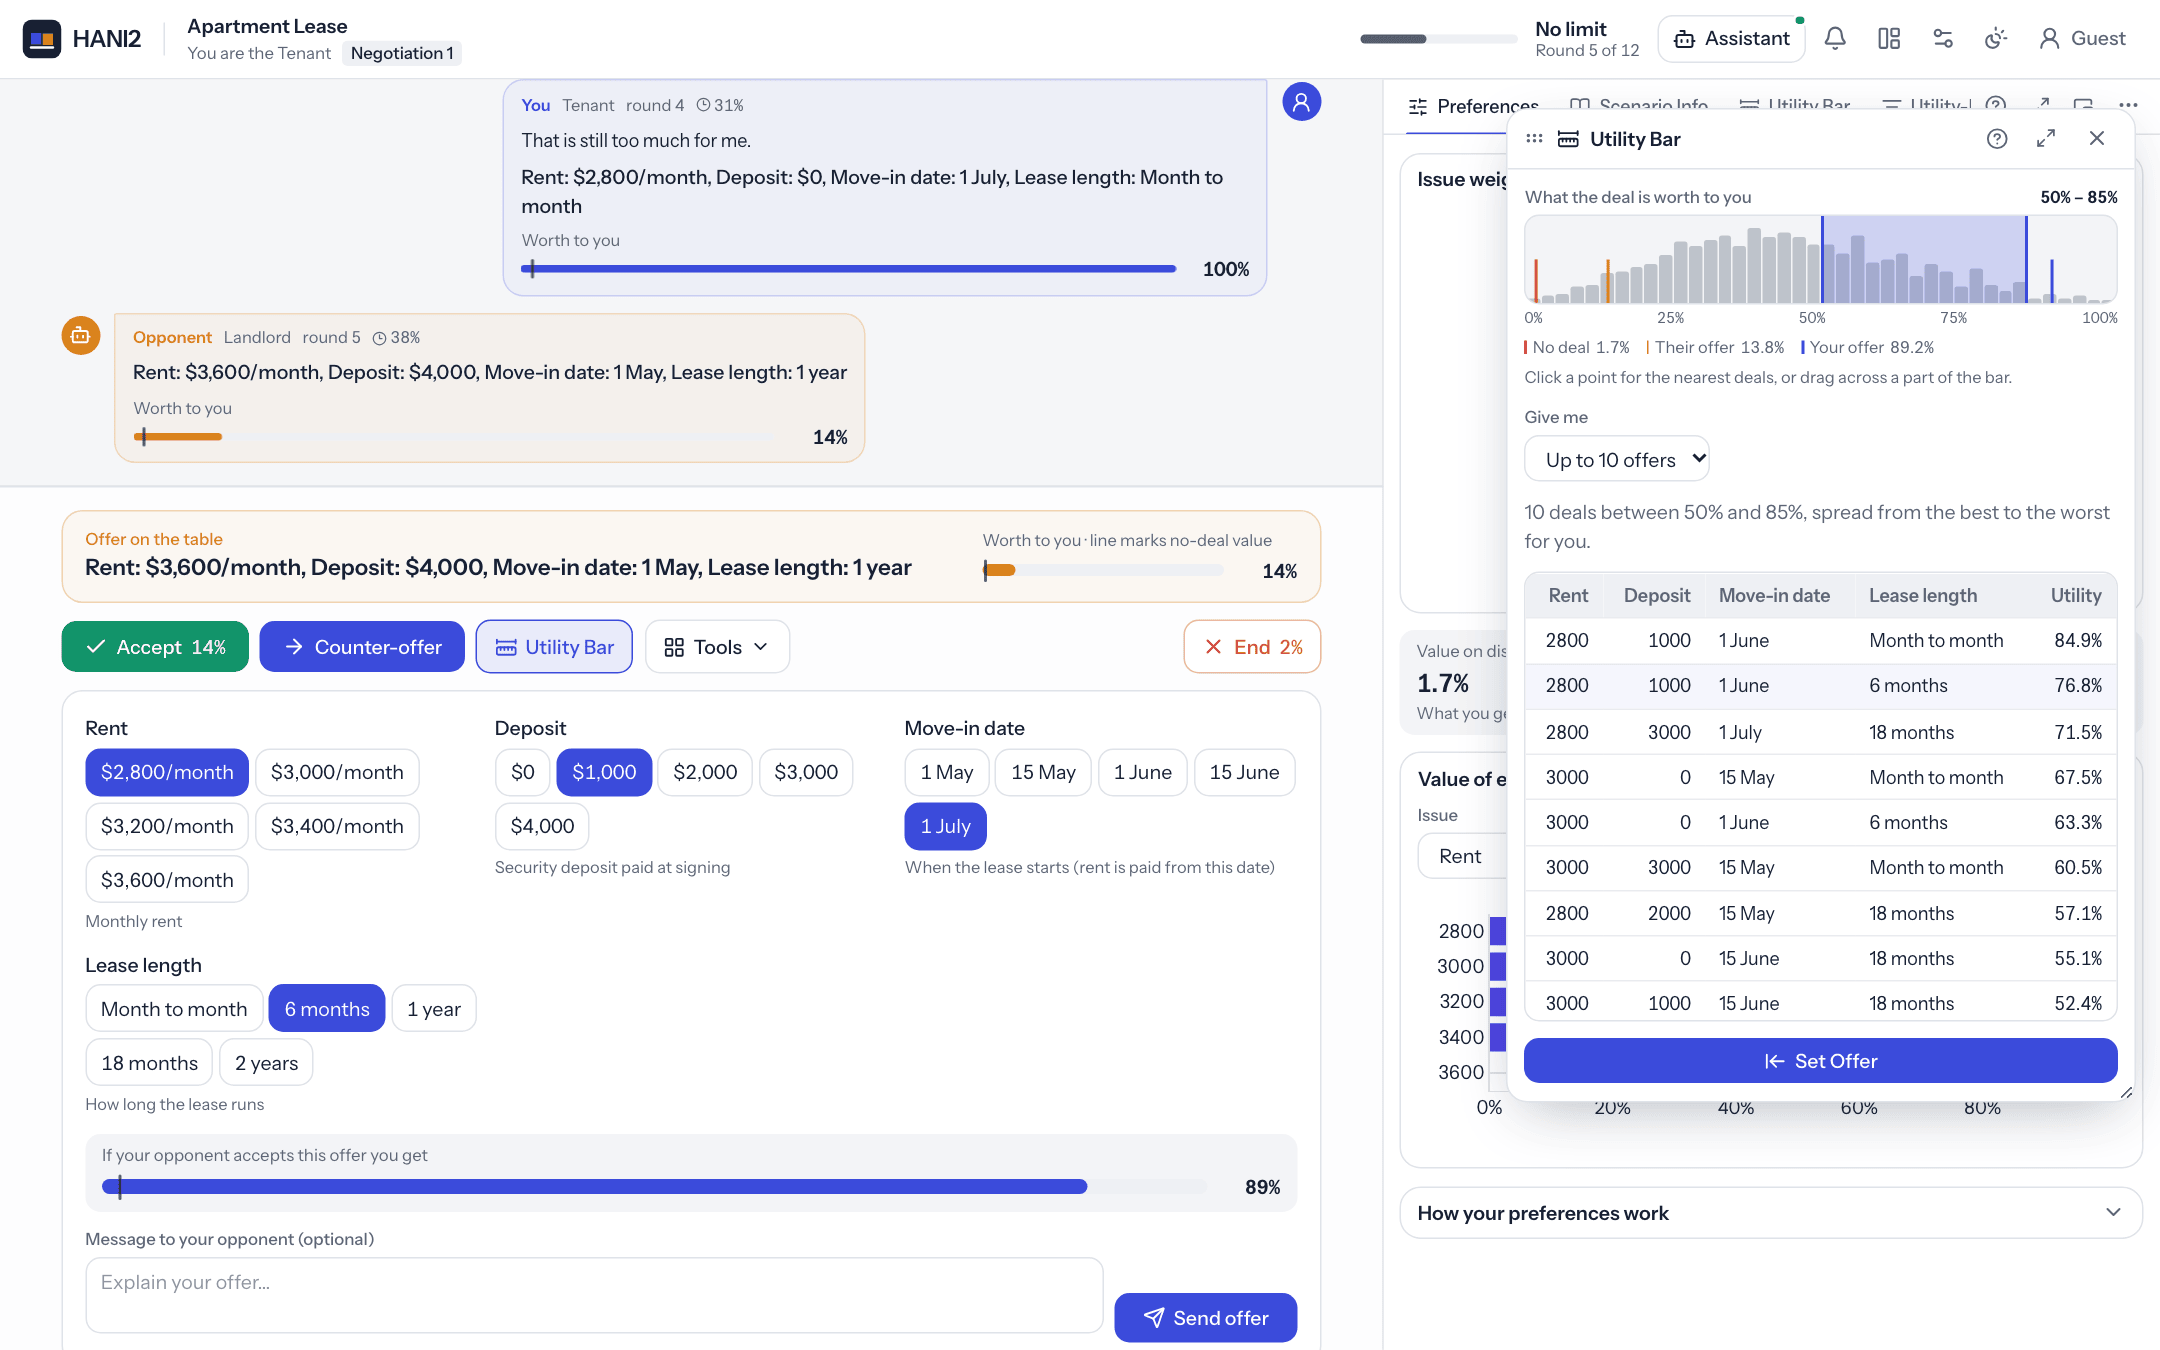 HANI2
Apartment Lease
You are the Tenant Negotiation 1
No limit
Round 5 of 12
Assistant
Guest
You Tenant round 4 31%
That is still too much for me.
Rent: $2,800/month, Deposit: $0, Move-in date: 1 July, Lease length: Month to
month
Worth to you
100%
Opponent Landlord round 5 38%
Rent: $3,600/month, Deposit: $4,000, Move-in date: 1 May, Lease length: 1 year
Worth to you
14%
Offer on the table
Rent: $3,600/month, Deposit: $4,000, Move-in date: 1 May, Lease length: 1 year
Worth to you · line marks no-deal value
14%
Accept 14%
Counter-offer
Utility Bar
Tools
End 2%
Rent
$2,800/month
$3,000/month
$3,200/month
$3,400/month
$3,600/month
Monthly rent
Deposit
$0
$1,000
$2,000
$3,000
$4,000
Security deposit paid at signing
Move-in date
1 May
15 May
1 June
15 June
1 July
When the lease starts (rent is paid from this date)
Lease length
Month to month
6 months
1 year
18 months
2 years
How long the lease runs
If your opponent accepts this offer you get
89%
Message to your opponent (optional)
Explain your offer...
Send offer
Preferences
Scenario Info
Utility Bar
Utility-
Issue weig
Value on dis
1.7%
What you ge
Value of e
Issue
Rent
2800
3000
3200
3400
3600
0% 20% 40% 60% 80%
How your preferences work
Utility Bar
What the deal is worth to you 50% – 85%
0% 25% 50% 75% 100%
No deal 1.7% Their offer 13.8% Your offer 89.2%
Click a point for the nearest deals, or drag across a part of the bar.
Give me
Up to 10 offers
10 deals between 50% and 85%, spread from the best to the worst
for you.
Rent Deposit Move-in date Lease length Utility
2800 1000 1 June Month to month 84.9%
2800 1000 1 June 6 months 76.8%
2800 3000 1 July 18 months 71.5%
3000 0 15 May Month to month 67.5%
3000 0 1 June 6 months 63.3%
3000 3000 15 May Month to month 60.5%
2800 2000 15 May 18 months 57.1%
3000 0 15 June 18 months 55.1%
3000 1000 15 June 18 months 52.4%
Set Offer